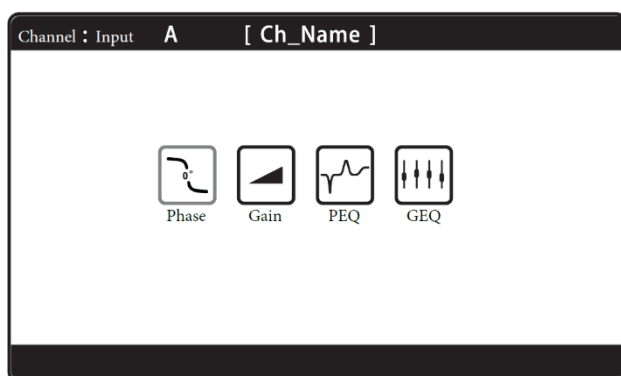 Channel : Input A [ Ch_Name ]
0°
Phase Gain PEQ GEQ